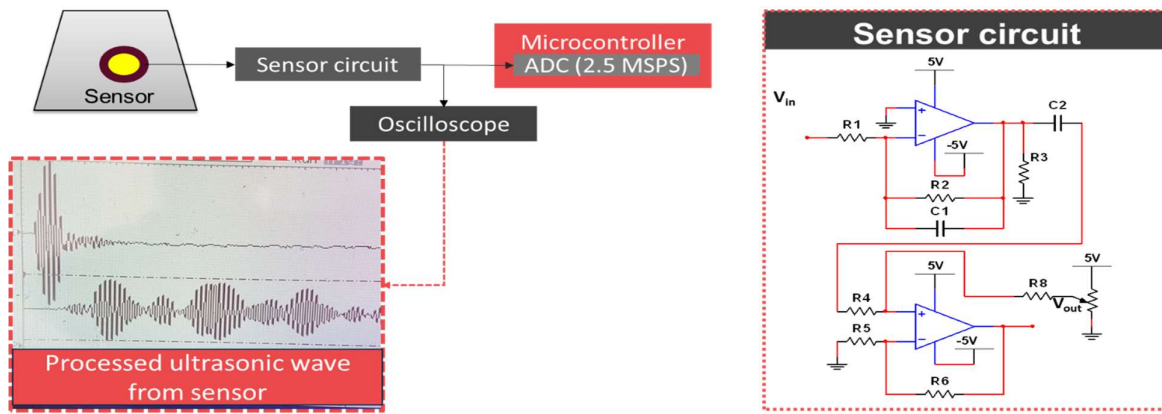 Sensor
Sensor circuit
Microcontroller
ADC (2.5 MSPS)
Oscilloscope
Processed ultrasonic wave
from sensor
Sensor circuit
5V
Vin
R1
+
−
-5V
C2
R3
R2
C1
5V
5V
R8
Vout
R4
R5
+
−
-5V
R6